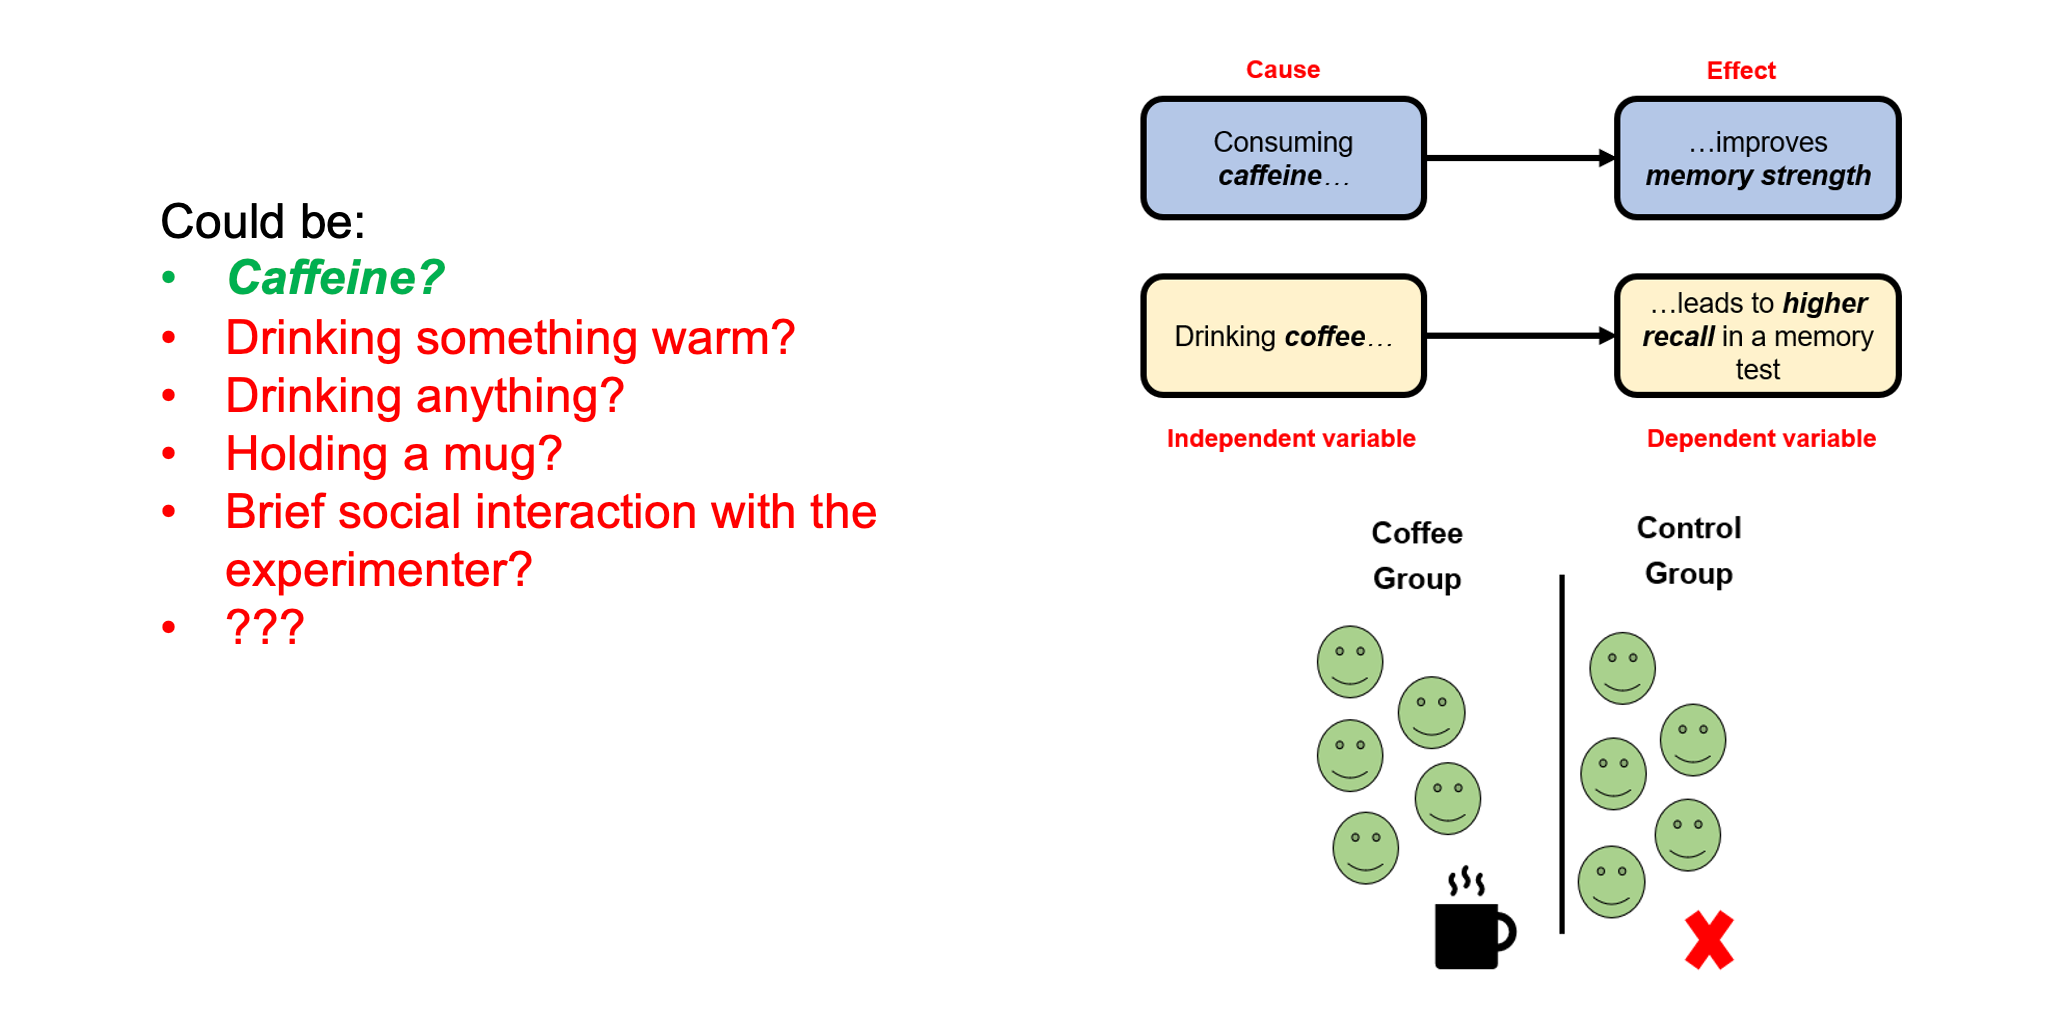 Could be:
• Caffeine?
• Drinking something warm?
• Drinking anything?
• Holding a mug?
• Brief social interaction with the
experimenter?
• ???
Cause
Effect
Consuming
caffeine…
…improves
memory strength
Drinking coffee…
…leads to higher
recall in a memory
test
Independent variable
Dependent variable
Coffee
Group
Control
Group